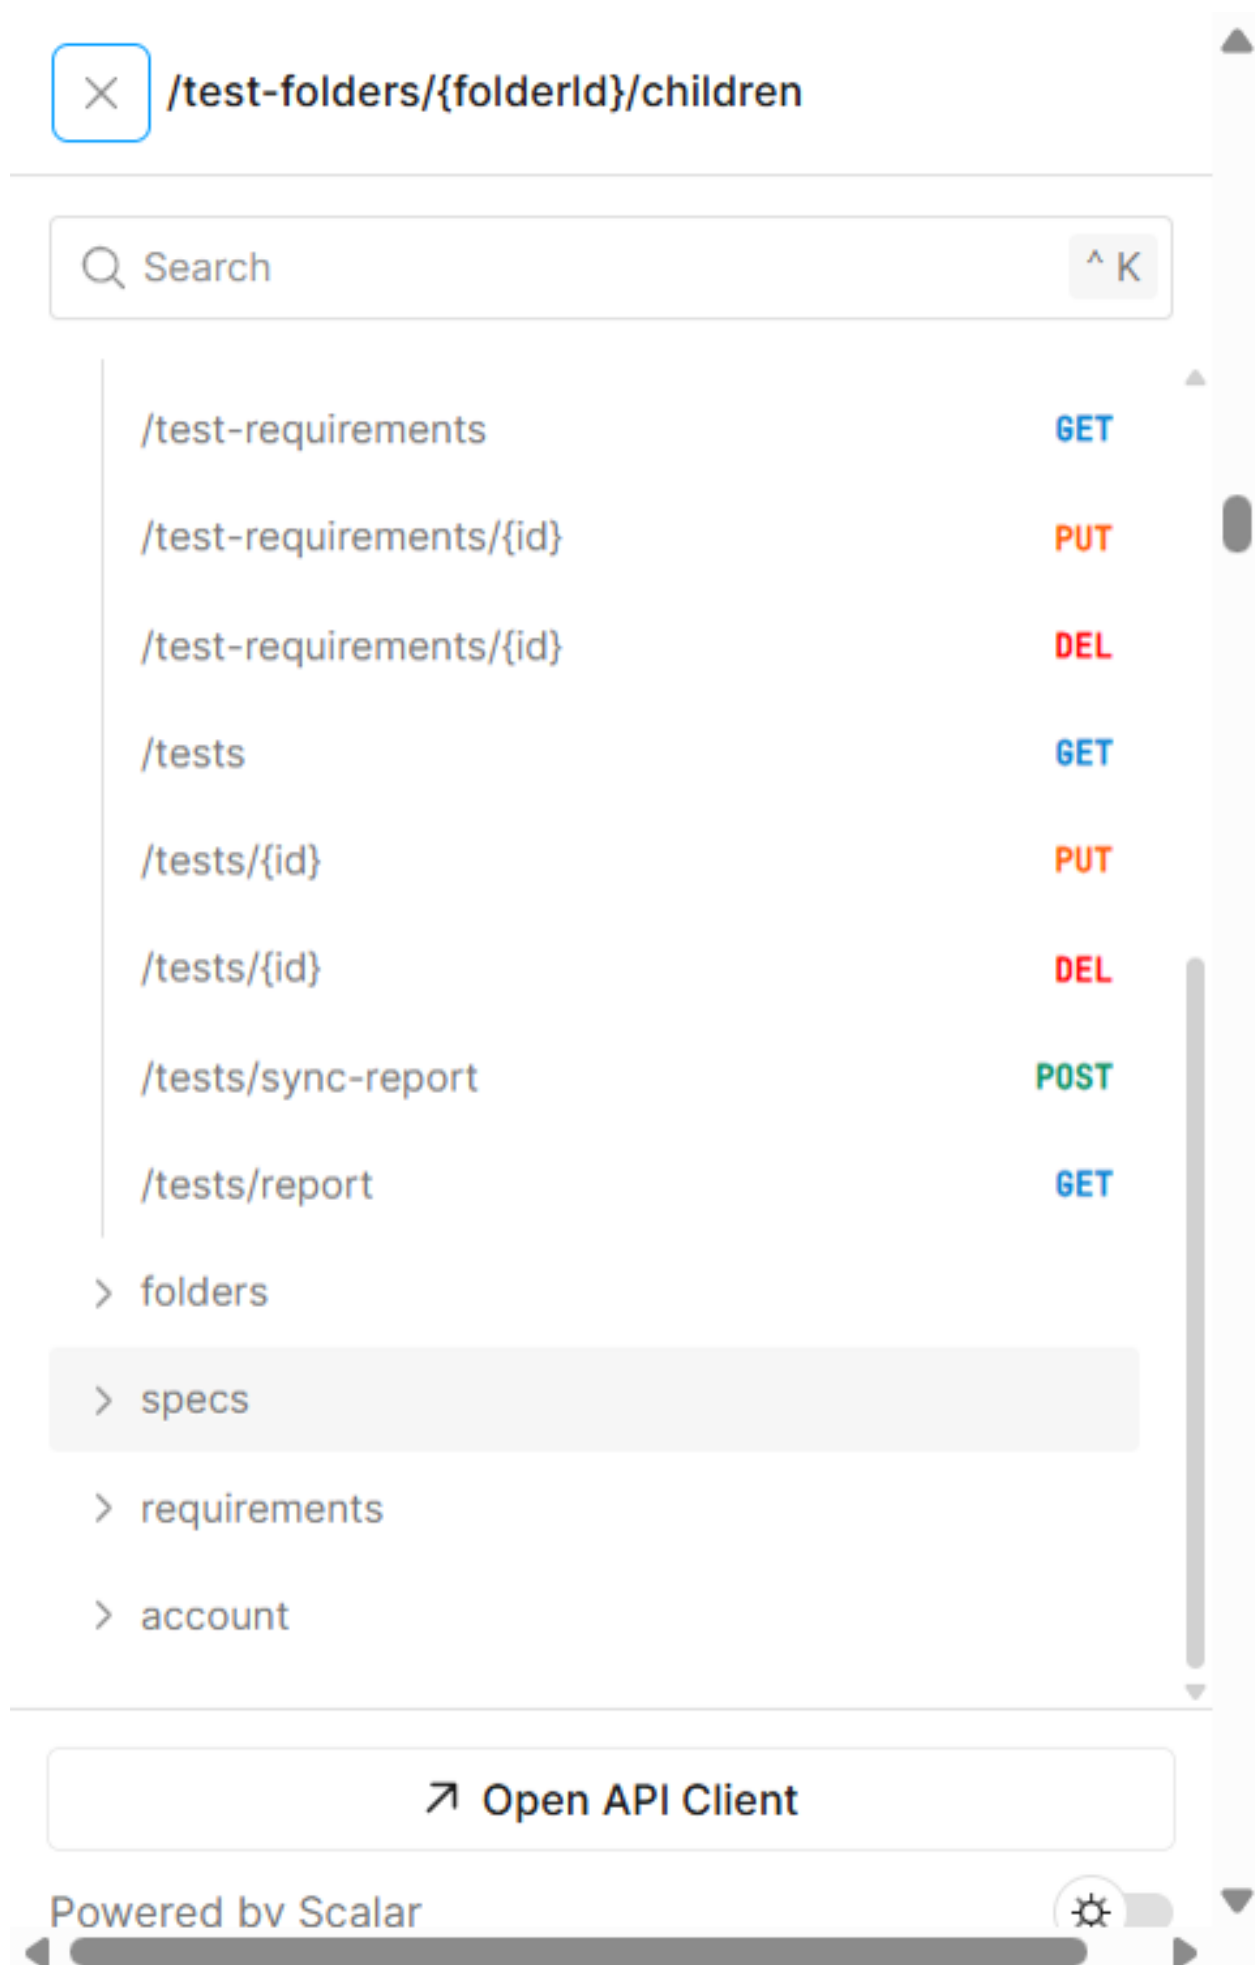 /test-folders/{folderId}/children
Search ^ K
/test-requirements GET
/test-requirements/{id} PUT
/test-requirements/{id} DEL
/tests GET
/tests/{id} PUT
/tests/{id} DEL
/tests/sync-report POST
/tests/report GET
folders
specs
requirements
account
Open API Client
Powered by Scalar